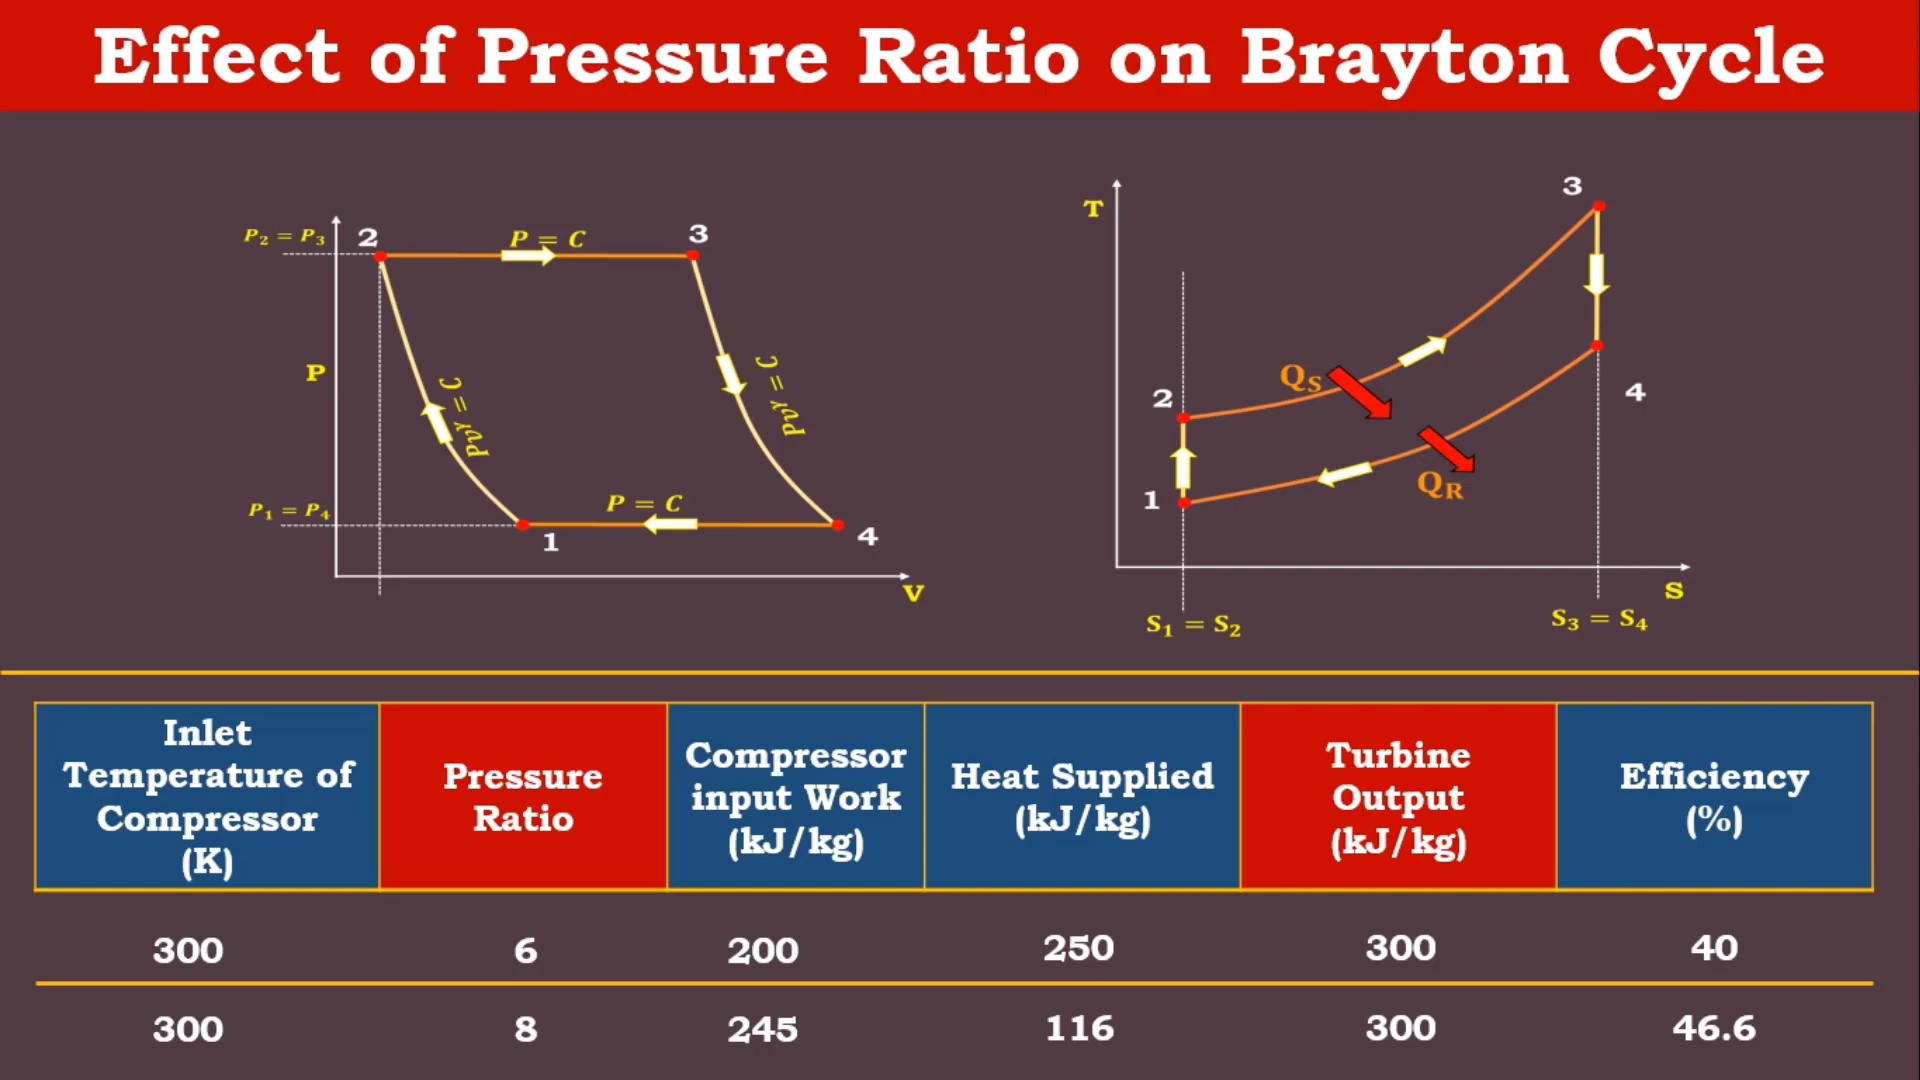 Effect of Pressure Ratio on Brayton Cycle
P₂ = P₃
2
P = C
3
P
Pvᵞ = C
Pvᵞ = C
P₁ = P₄
P = C
1
4
V
T
3
2
Qₛ
4
1
Q_R
S
S₁ = S₂
S₃ = S₄
Inlet
Temperature of
Compressor
(K)
Pressure
Ratio
Compressor
input Work
(kJ/kg)
Heat Supplied
(kJ/kg)
Turbine
Output
(kJ/kg)
Efficiency
(%)
300 6 200 250 300 40
300 8 245 116 300 46.6